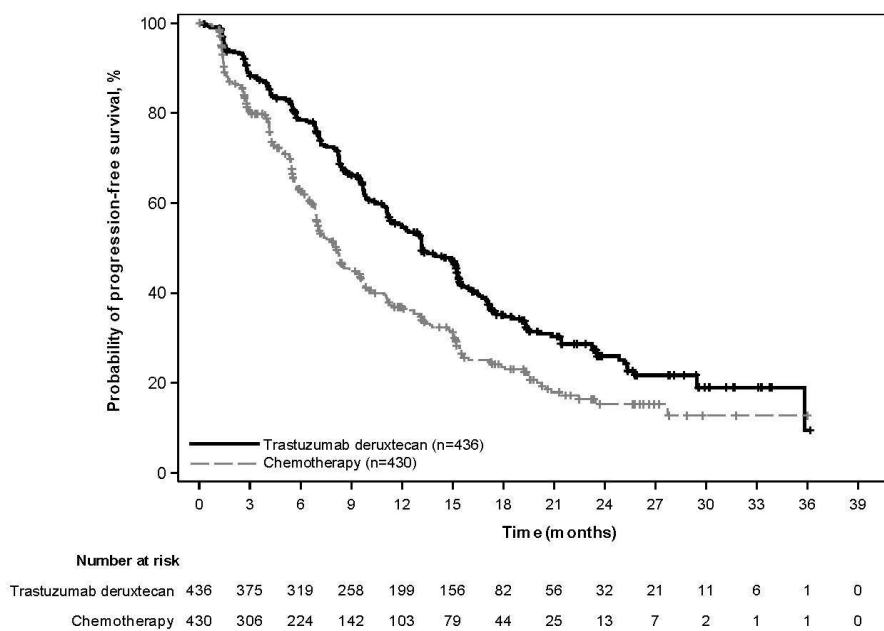 Probability of progression-free survival, %
100
80
60
40
20
0
Trastuzumab deruxtecan (n=436)
Chemotherapy (n=430)
0 3 6 9 12 15 18 21 24 27 30 33 36 39
Time (months)
Number at risk
Trastuzumab deruxtecan 436 375 319 258 199 156 82 56 32 21 11 6 1 0
Chemotherapy 430 306 224 142 103 79 44 25 13 7 2 1 1 0